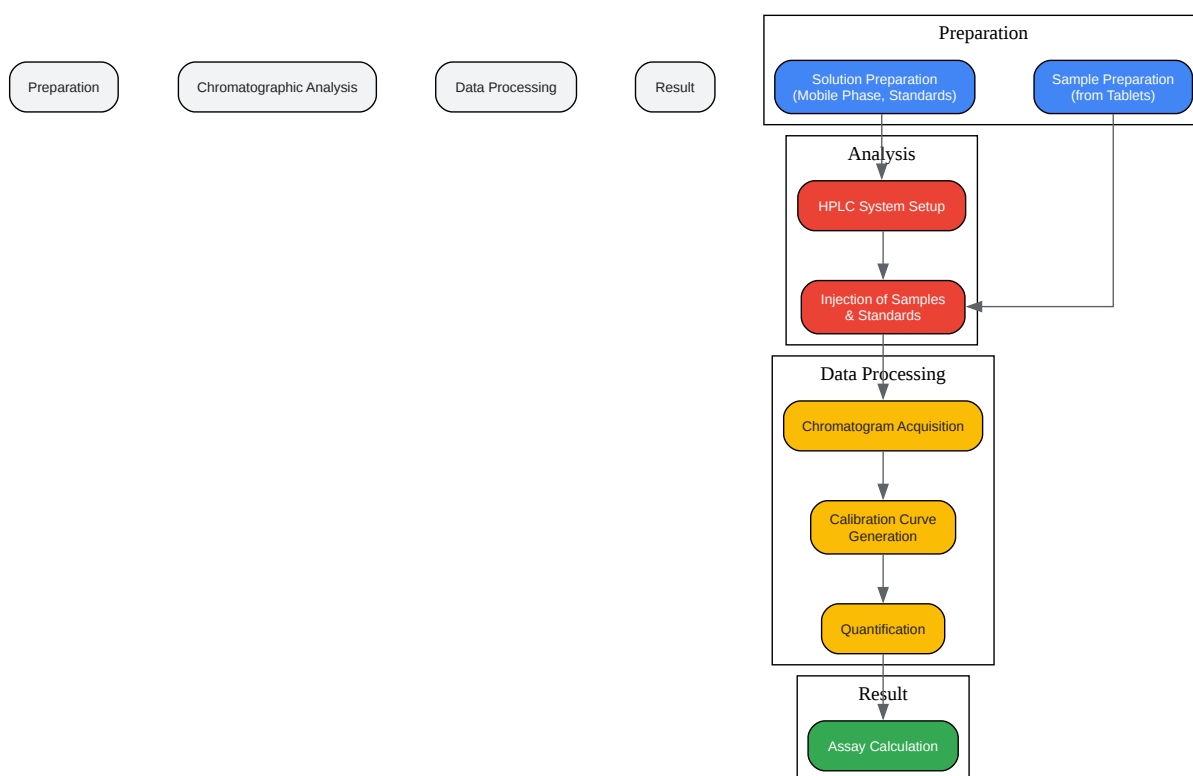 Preparation
Chromatographic Analysis
Data Processing
Result
Preparation
Solution Preparation
(Mobile Phase, Standards)
Sample Preparation
(from Tablets)
Analysis
HPLC System Setup
Injection of Samples
& Standards
Data Processing
Chromatogram Acquisition
Calibration Curve
Generation
Quantification
Result
Assay Calculation